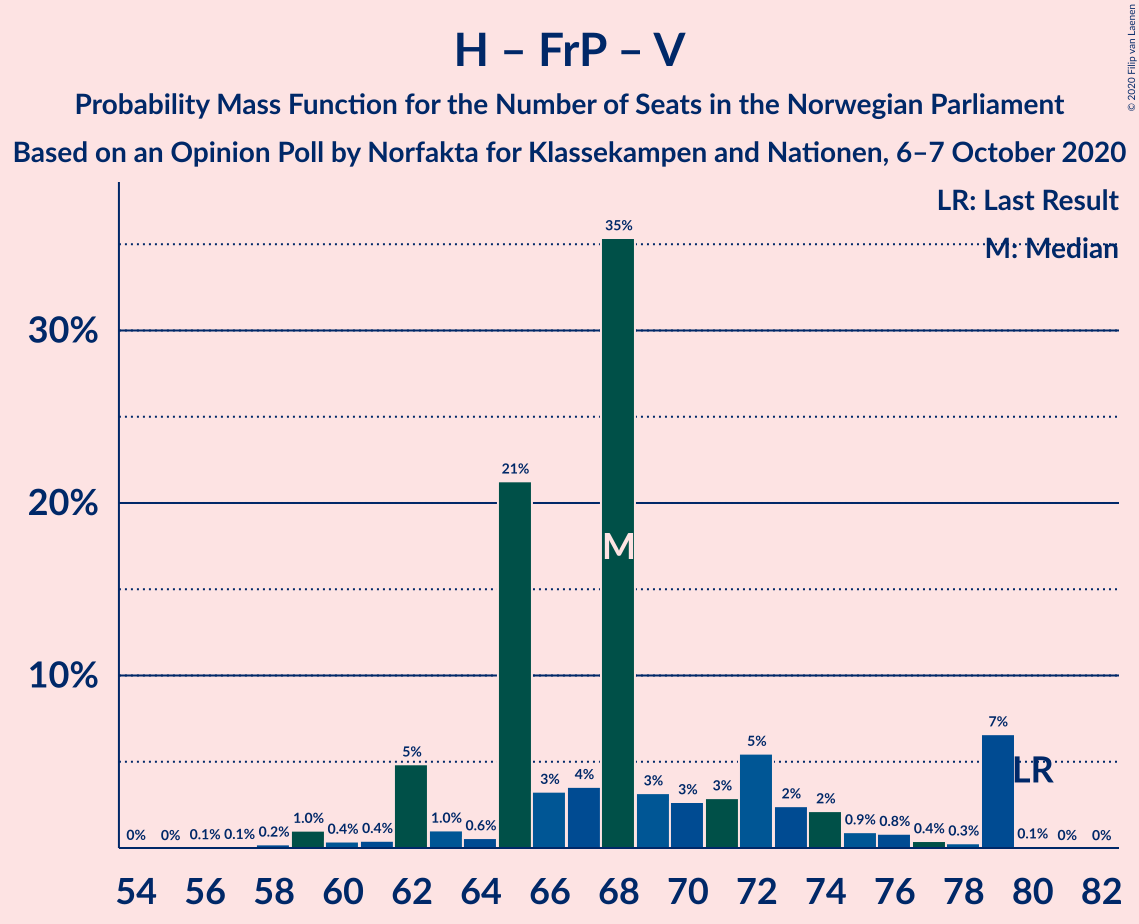 © 2020 Filip van Laenen
H – FrP – V
Probability Mass Function for the Number of Seats in the Norwegian Parliament
Based on an Opinion Poll by Norfakta for Klassekampen and Nationen, 6–7 October 2020
LR: Last Result
M: Median
30%
20%
10%
0% 0% 0.1% 0.1% 0.2% 1.0% 0.4% 0.4% 5% 1.0% 0.6% 21% 3% 4% 35% 3% 3% 3% 5% 2% 2% 0.9% 0.8% 0.4% 0.3% 7% 0.1% 0% 0%
M
LR
54 56 58 60 62 64 66 68 70 72 74 76 78 80 82